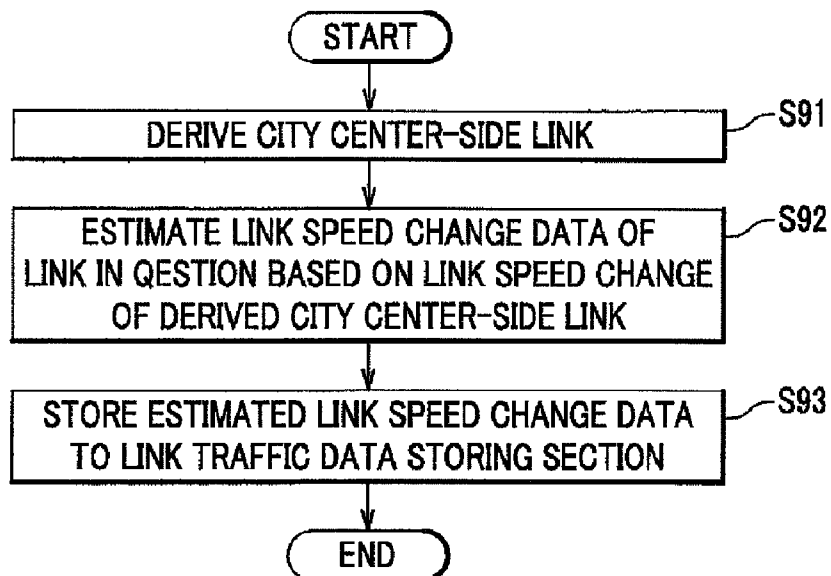 START
DERIVE CITY CENTER-SIDE LINK
S91
ESTIMATE LINK SPEED CHANGE DATA OF
LINK IN QESTION BASED ON LINK SPEED CHANGE
OF DERIVED CITY CENTER-SIDE LINK
S92
STORE ESTIMATED LINK SPEED CHANGE DATA
TO LINK TRAFFIC DATA STORING SECTION
S93
END